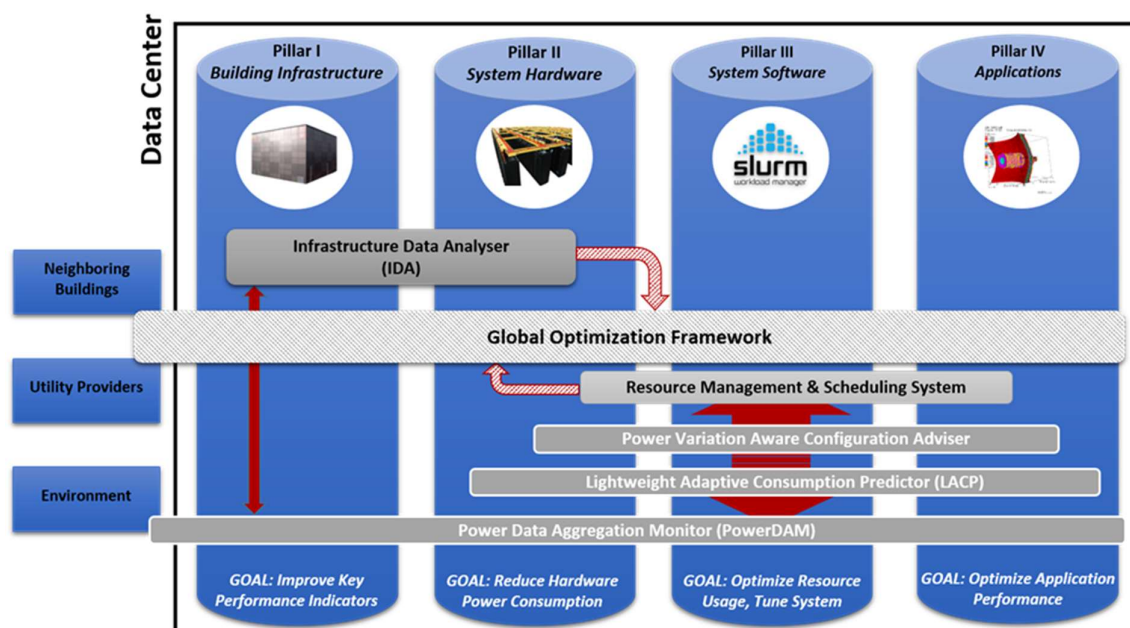 Data Center
Pillar I
Building Infrastructure
Pillar II
System Hardware
Pillar III
System Software
Pillar IV
Applications
slurm
workload manager
Infrastructure Data Analyser
(IDA)
Neighboring
Buildings
Global Optimization Framework
Utility Providers
Resource Management & Scheduling System
Power Variation Aware Configuration Adviser
Lightweight Adaptive Consumption Predictor (LACP)
Environment
Power Data Aggregation Monitor (PowerDAM)
GOAL: Improve Key
Performance Indicators
GOAL: Reduce Hardware
Power Consumption
GOAL: Optimize Resource
Usage, Tune System
GOAL: Optimize Application
Performance